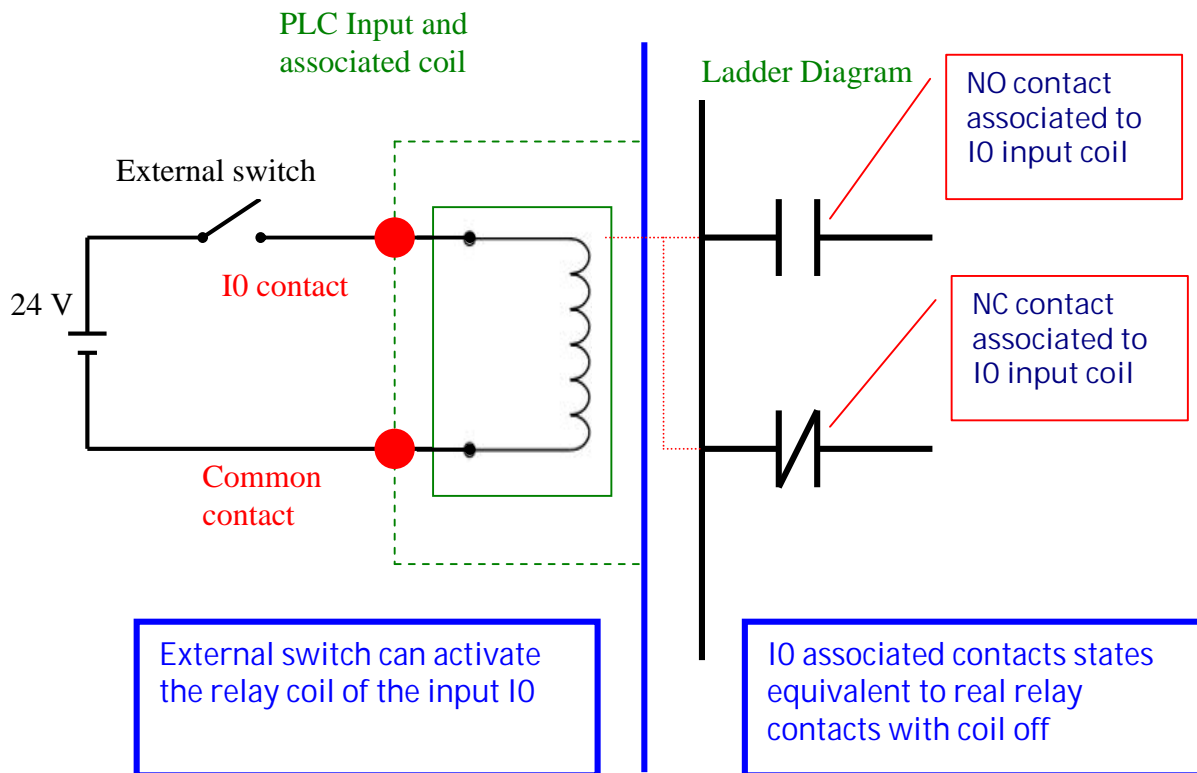 PLC Input and
associated coil
Ladder Diagram
NO contact
associated to
I0 input coil
External switch
I0 contact
24 V
NC contact
associated to
I0 input coil
Common
contact
External switch can activate
the relay coil of the input I0
I0 associated contacts states
equivalent to real relay
contacts with coil off